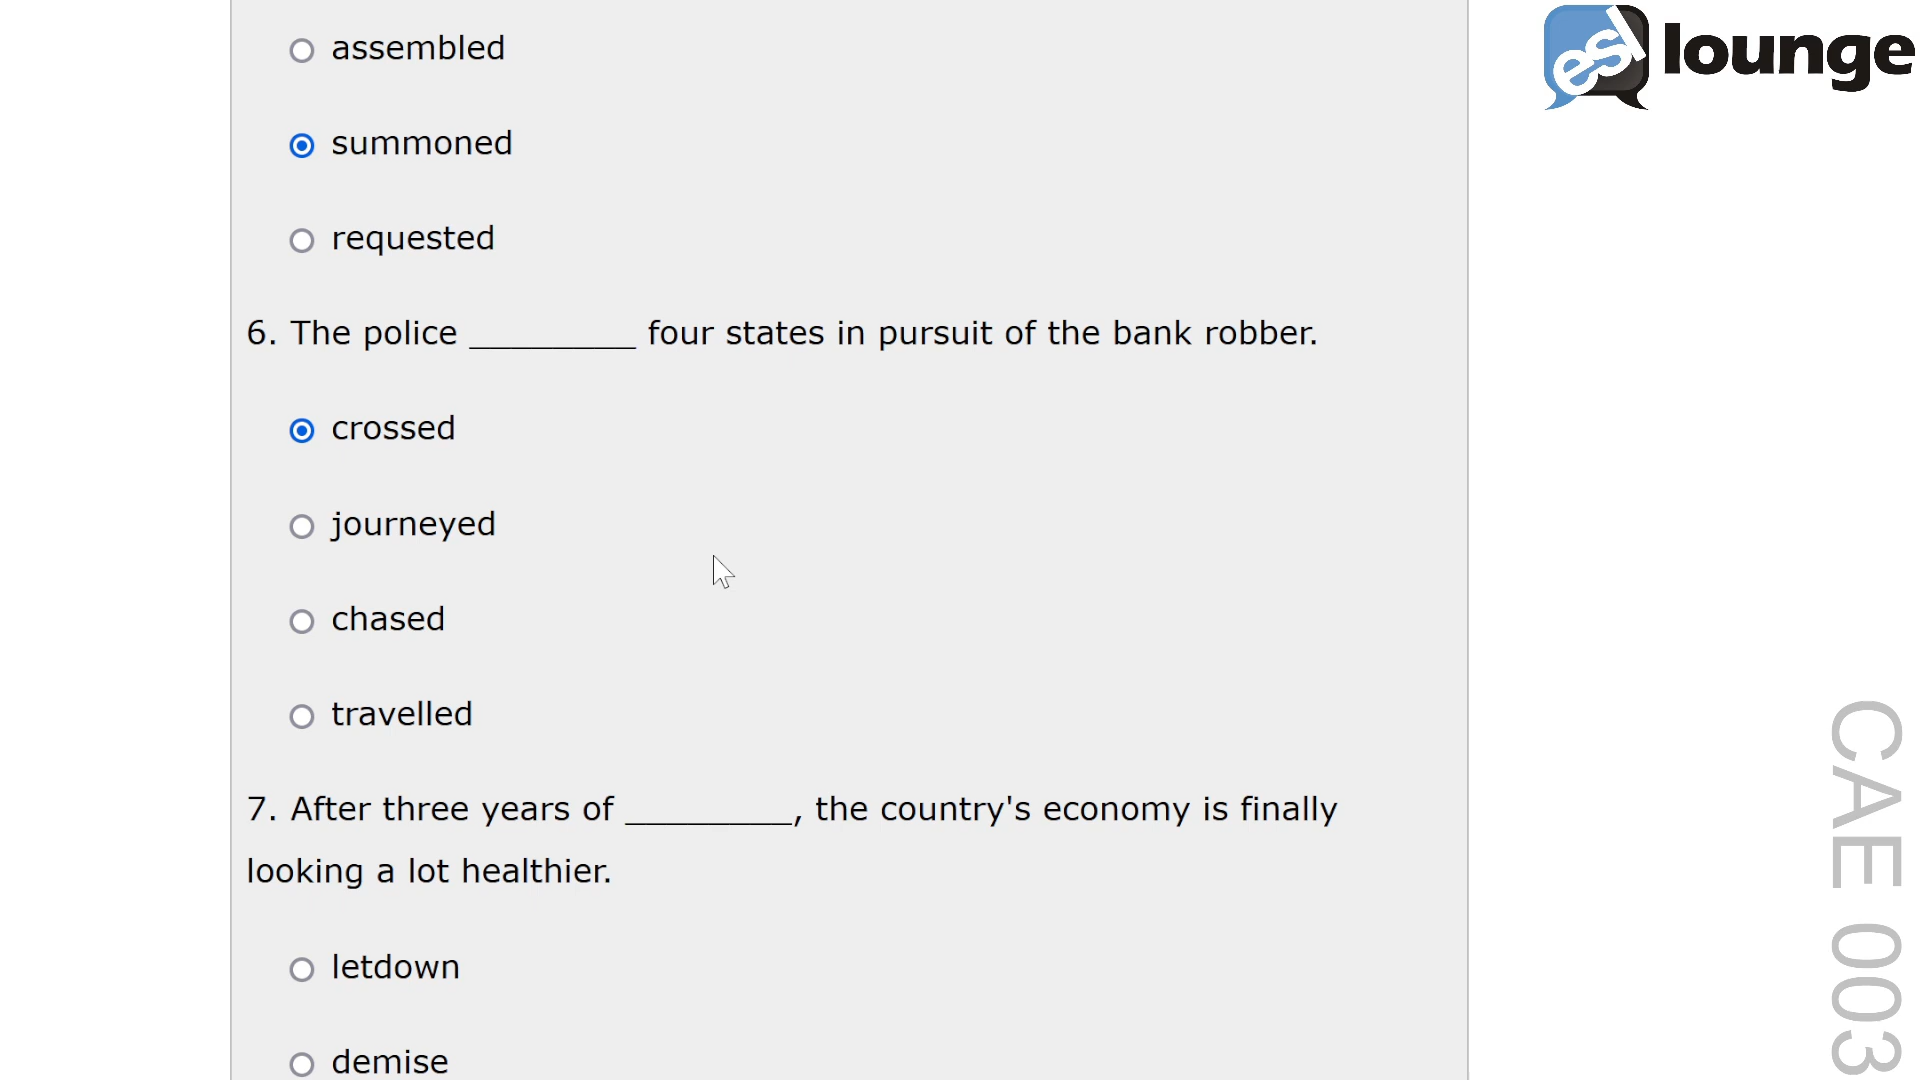 assembled
esl lounge
summoned
requested
6. The police __________ four states in pursuit of the bank robber.
crossed
journeyed
chased
travelled
7. After three years of __________, the country's economy is finally
looking a lot healthier.
letdown
demise
CAE 003